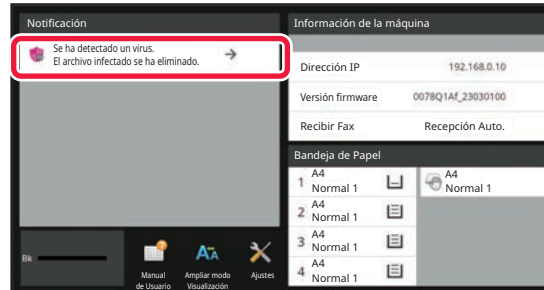 Notificación
Se ha detectado un virus.
El archivo infectado se ha eliminado.
Información de la máquina
Dirección IP 192.168.0.10
Versión firmware 0078Q1Af_23030100
Recibir Fax Recepción Auto.
Bandeja de Papel
1 A4
Normal 1
A4
Normal 1
2 A4
Normal 1
3 A4
Normal 1
4 A4
Normal 1
Bk
Manual
de Usuario
Ampliar modo
Visualización
Ajustes